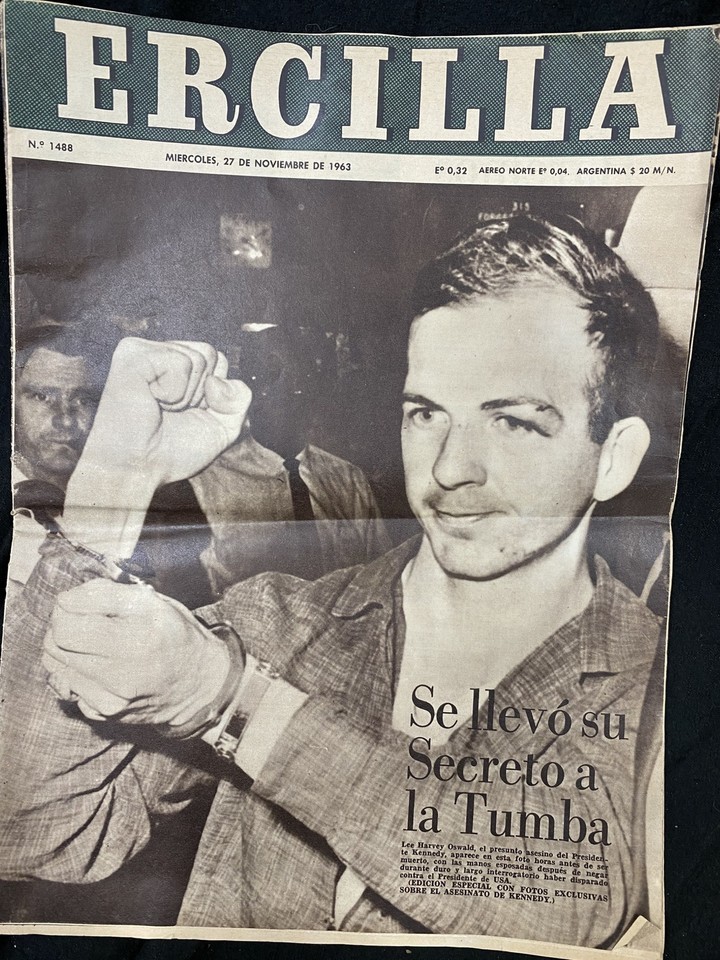 ERCILLA
N.º 1488
MIERCOLES, 27 DE NOVIEMBRE DE 1963
Eº 0,32 AEREO NORTE Eº 0,04. ARGENTINA $ 20 M/N.
315
Se llevó su
Secreto a
la Tumba
Lee Harvey Oswald, el presunto asesino del Presiden-
te Kennedy, aparece en esta foto horas antes de ser
muerto, con las manos esposadas después de negar
durante duro y largo interrogatorio haber disparado
contra el Presidente de USA.
(EDICION ESPECIAL CON FOTOS EXCLUSIVAS
SOBRE EL ASESINATO DE KENNEDY.)